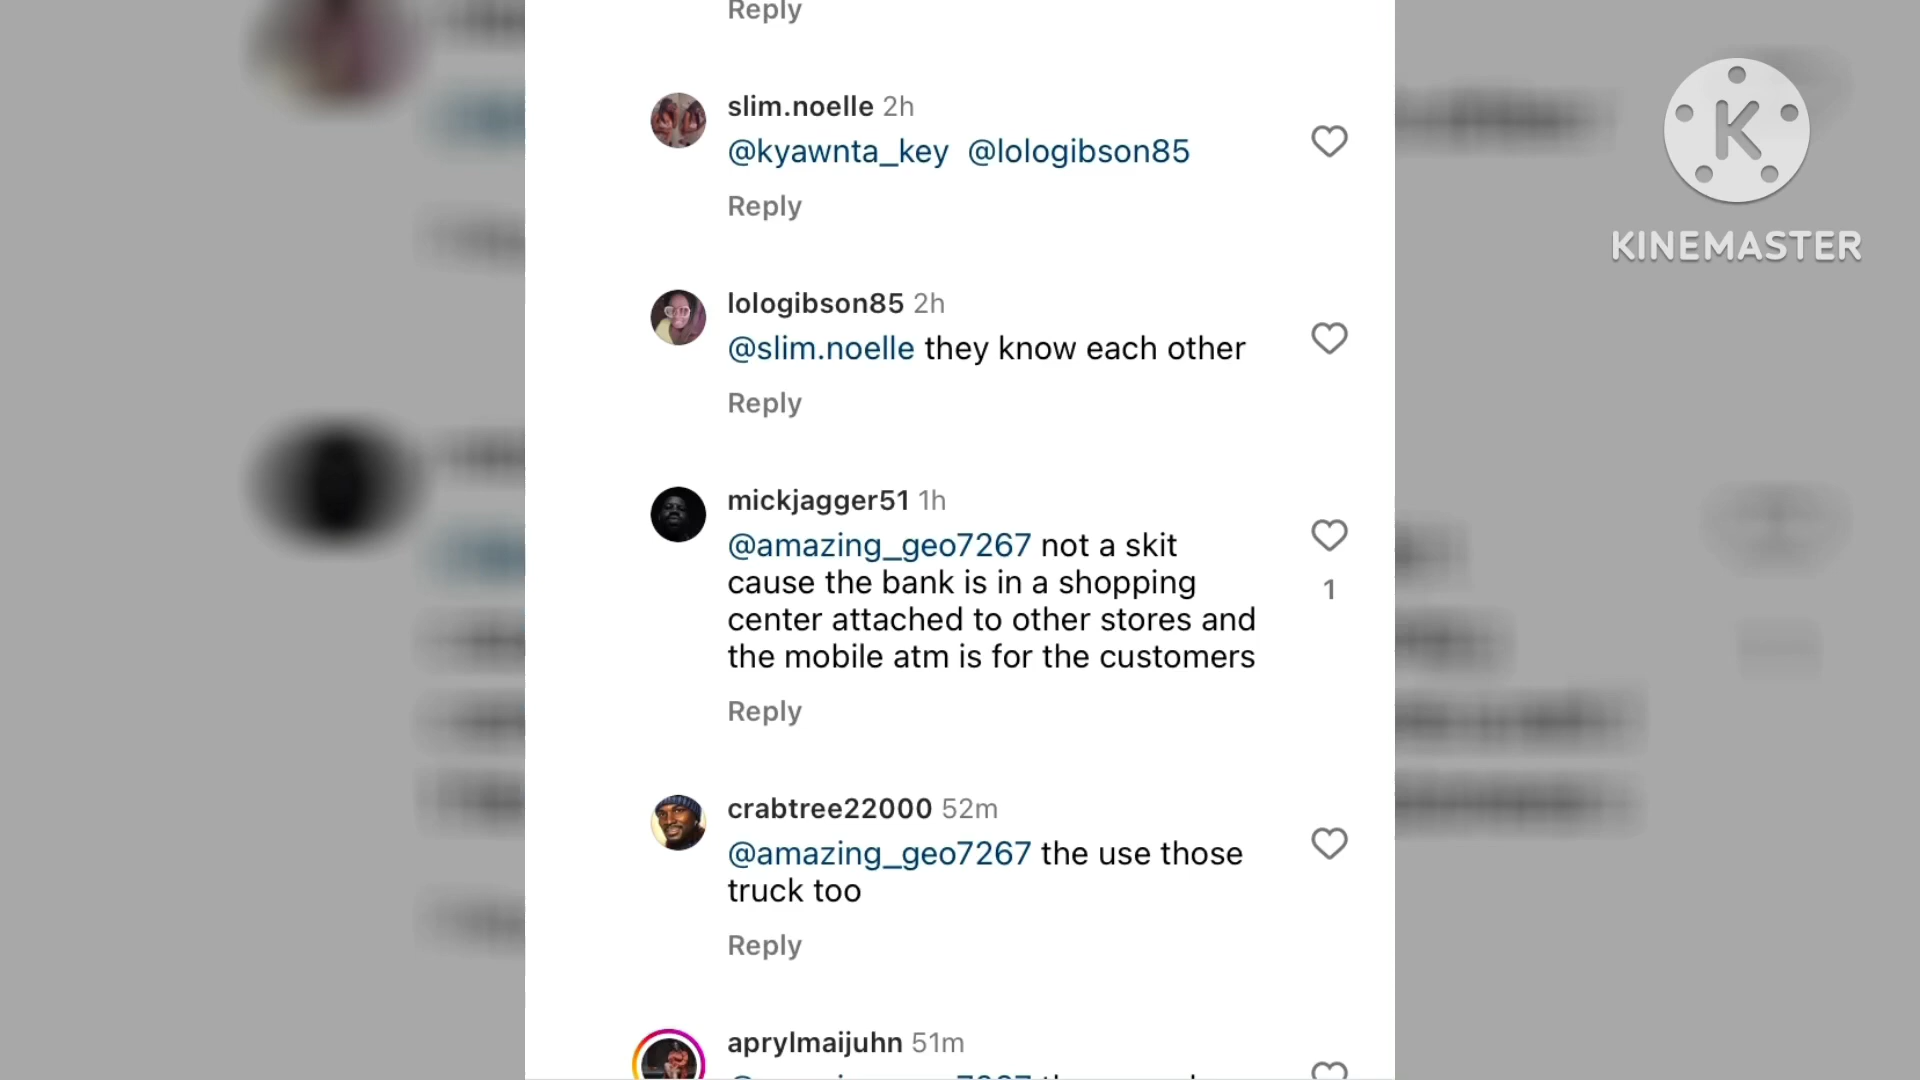 Reply
slim.noelle 2h
@kyawnta_key @lologibson85
Reply
lologibson85 2h
@slim.noelle they know each other
Reply
mickjagger51 1h
@amazing_geo7267 not a skit
cause the bank is in a shopping
center attached to other stores and
the mobile atm is for the customers
1
Reply
crabtree22000 52m
@amazing_geo7267 the use those
truck too
Reply
aprylmaijuhn 51m
K
KINEMASTER